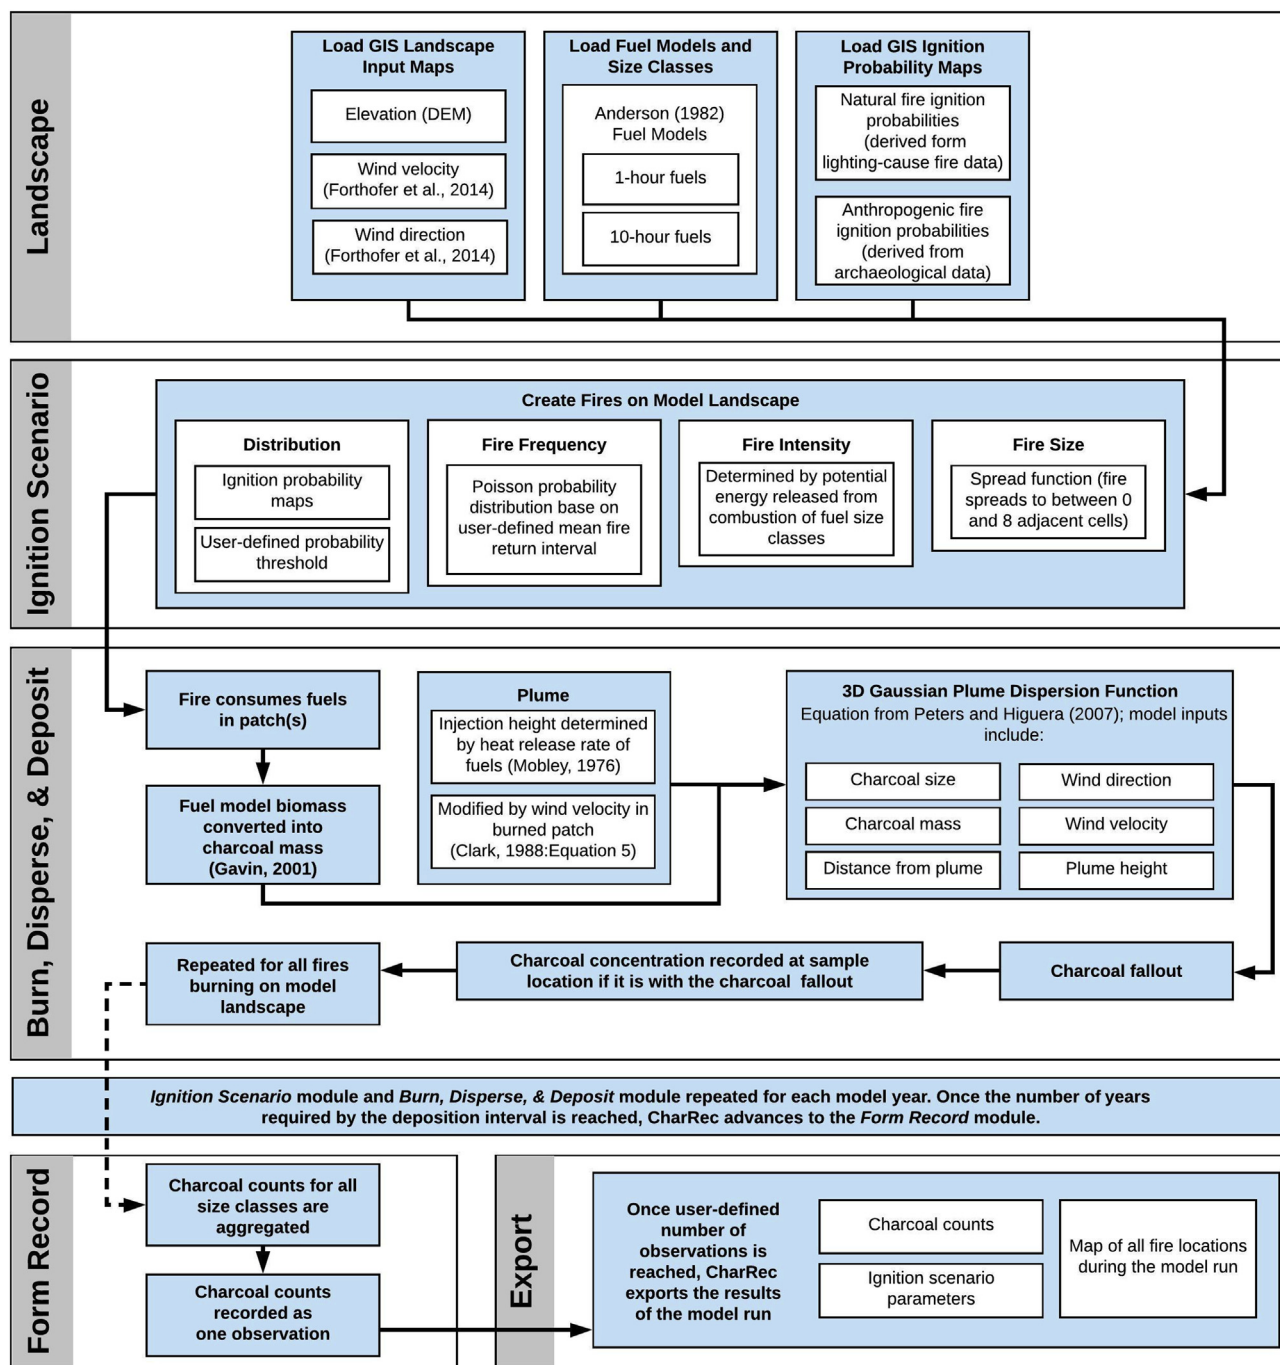 Landscape
Load GIS Landscape
Input Maps
Elevation (DEM)
Wind velocity
(Forthofer et al., 2014)
Wind direction
(Forthofer et al., 2014)
Load Fuel Models and
Size Classes
Anderson (1982)
Fuel Models
1-hour fuels
10-hour fuels
Load GIS Ignition
Probability Maps
Natural fire ignition
probabilities
(derived form
lighting-cause fire data)
Anthropogenic fire
ignition probabilities
(derived from
archaeological data)
Ignition Scenario
Create Fires on Model Landscape
Distribution
Ignition probability
maps
User-defined probability
threshold
Fire Frequency
Poisson probability
distribution base on
user-defined mean fire
return interval
Fire Intensity
Determined by potential
energy released from
combustion of fuel size
classes
Fire Size
Spread function (fire
spreads to between 0
and 8 adjacent cells)
Burn, Disperse, & Deposit
Fire consumes fuels
in patch(s)
Fuel model biomass
converted into
charcoal mass
(Gavin, 2001)
Plume
Injection height determined
by heat release rate of
fuels (Mobley, 1976)
Modified by wind velocity in
burned patch
(Clark, 1988:Equation 5)
3D Gaussian Plume Dispersion Function
Equation from Peters and Higuera (2007); model inputs
include:
Charcoal size
Charcoal mass
Distance from plume
Wind direction
Wind velocity
Plume height
Charcoal fallout
Charcoal concentration recorded at sample
location if it is with the charcoal fallout
Repeated for all fires
burning on model
landscape
Ignition Scenario module and Burn, Disperse, & Deposit module repeated for each model year. Once the number of years
required by the deposition interval is reached, CharRec advances to the Form Record module.
Form Record
Charcoal counts for all
size classes are
aggregated
Charcoal counts
recorded as
one observation
Export
Once user-defined
number of
observations is
reached, CharRec
exports the results
of the model run
Charcoal counts
Ignition scenario
parameters
Map of all fire locations
during the model run